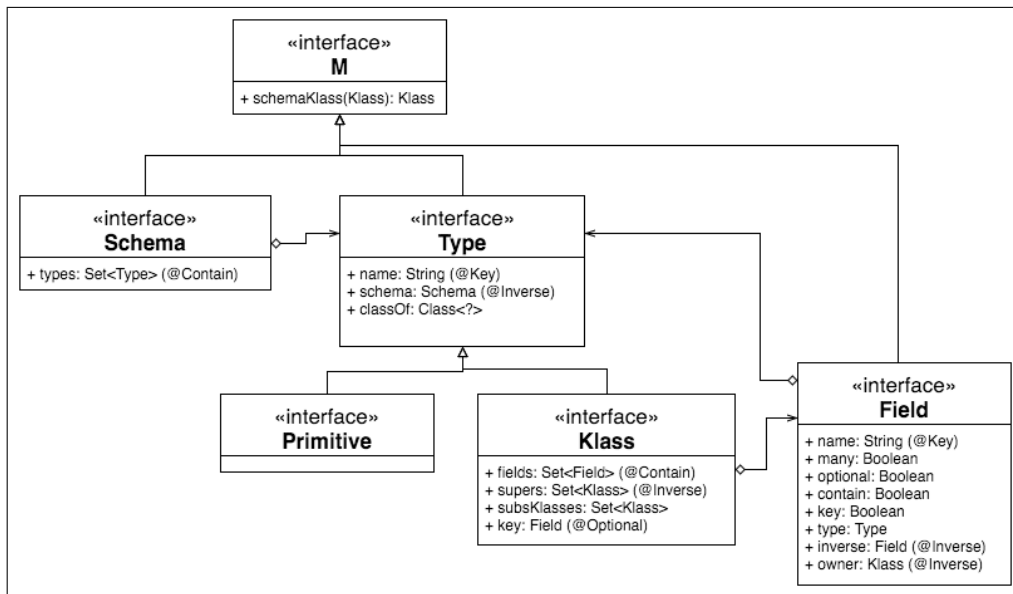 «interface»
M
+ schemaKlass(Klass): Klass
«interface»
Schema
+ types: Set<Type> (@Contain)
«interface»
Type
+ name: String (@Key)
+ schema: Schema (@Inverse)
+ classOf: Class<?>
«interface»
Primitive
«interface»
Klass
+ fields: Set<Field> (@Contain)
+ supers: Set<Klass> (@Inverse)
+ subsKlasses: Set<Klass>
+ key: Field (@Optional)
«interface»
Field
+ name: String (@Key)
+ many: Boolean
+ optional: Boolean
+ contain: Boolean
+ key: Boolean
+ type: Type
+ inverse: Field (@Inverse)
+ owner: Klass (@Inverse)